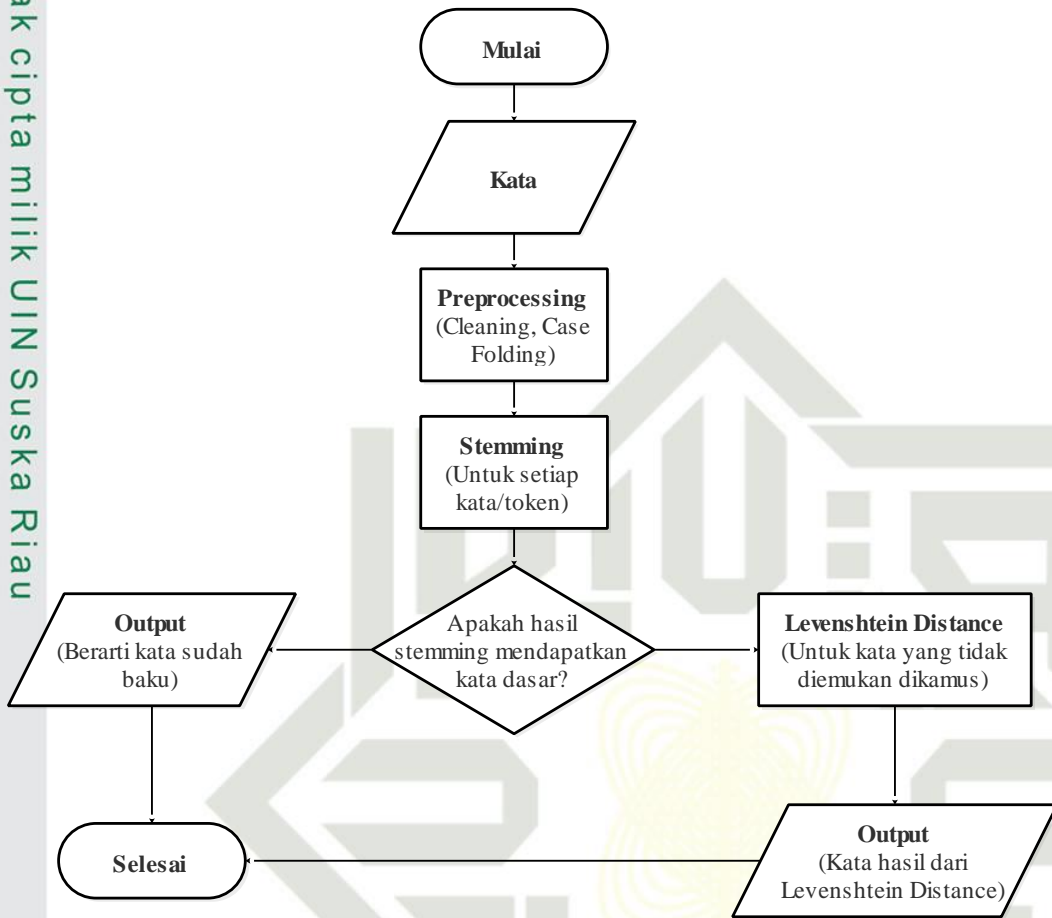 ak cipta milik UIN Suska Riau
Mulai
Kata
Preprocessing
(Cleaning, Case
Folding)
Stemming
(Untuk setiap
kata/token)
Apakah hasil
stemming mendapatkan
kata dasar?
Output
(Berarti kata sudah
baku)
Levenshtein Distance
(Untuk kata yang tidak
diemukan dikamus)
Output
(Kata hasil dari
Levenshtein Distance)
Selesai